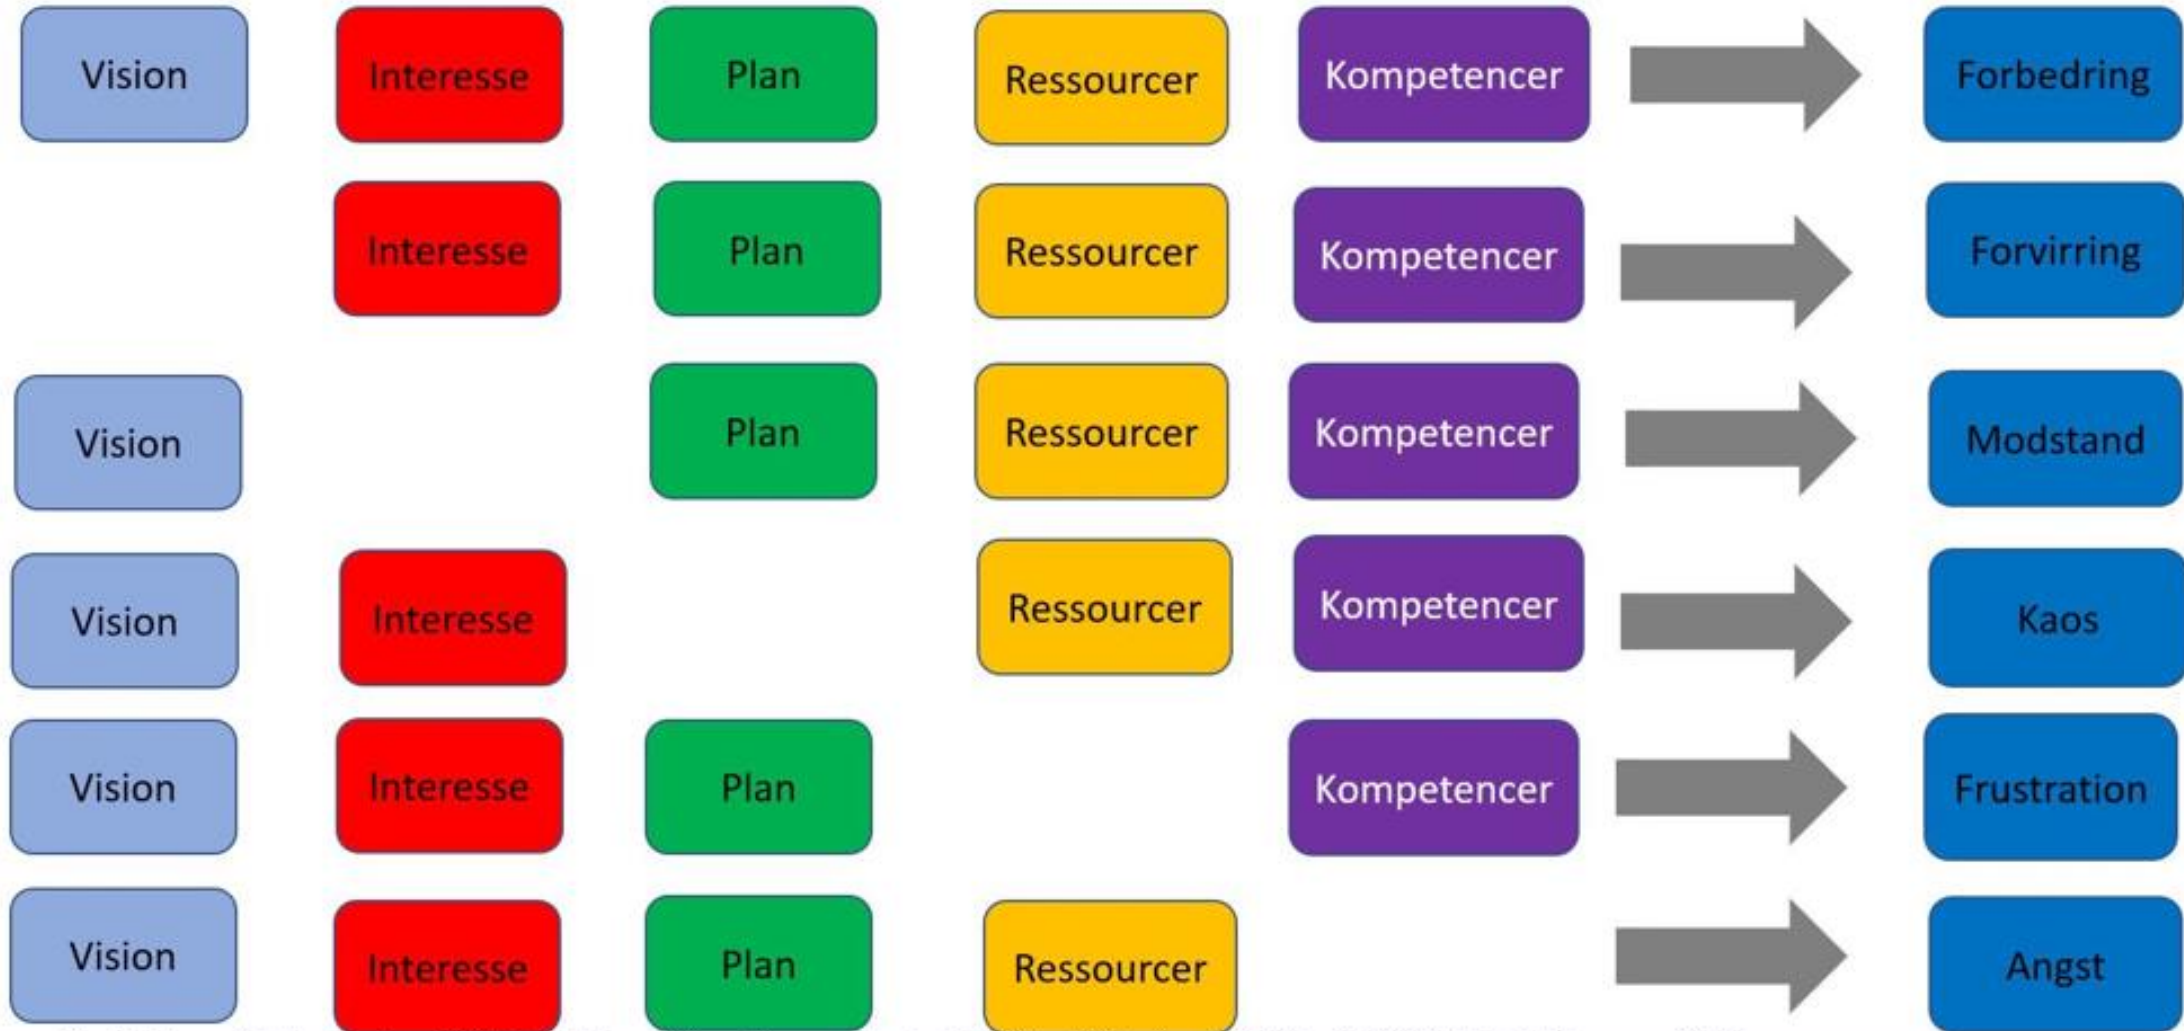 Vision Interesse Plan Ressourcer Kompetencer Forbedring
Interesse Plan Ressourcer Kompetencer Forvirring
Vision Plan Ressourcer Kompetencer Modstand
Vision Interesse Ressourcer Kompetencer Kaos
Vision Interesse Plan Kompetencer Frustration
Vision Interesse Plan Ressourcer Angst